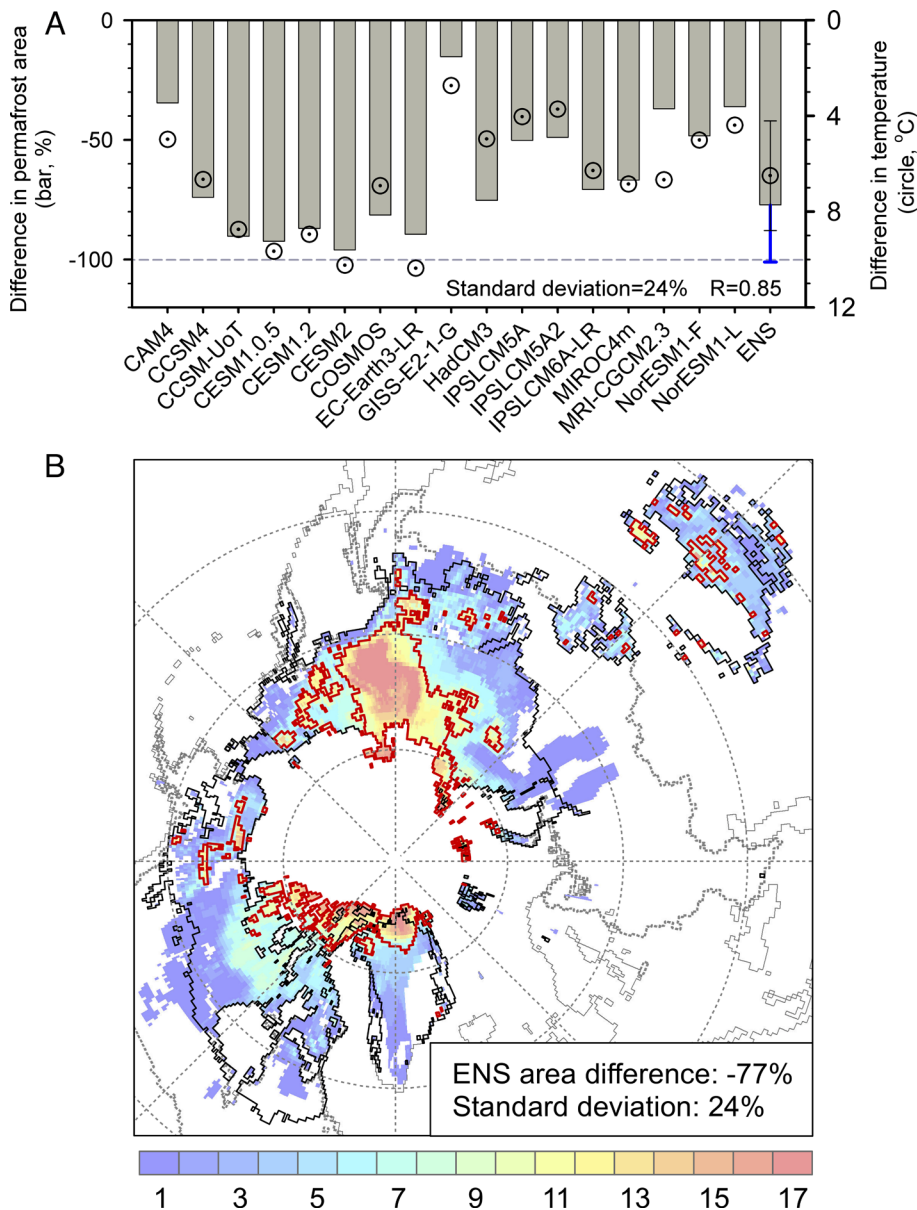 A
Difference in permafrost area
(bar, %)
0
-50
-100
0
4
8
12
Difference in temperature
(circle, °C)
Standard deviation=24% R=0.85
CAM4
CCSM4
CCSM-UoT
CESM1.0.5
CESM1.2
CESM2
COSMOS
EC-Earth3-LR
GISS-E2-1-G
HadCM3
IPSLCM5A
IPSLCM5A2
IPSLCM6A-LR
MIROC4m
MRI-CGCM2.3
NorESM1-F
NorESM1-L
ENS
B
ENS area difference: -77%
Standard deviation: 24%
1 3 5 7 9 11 13 15 17